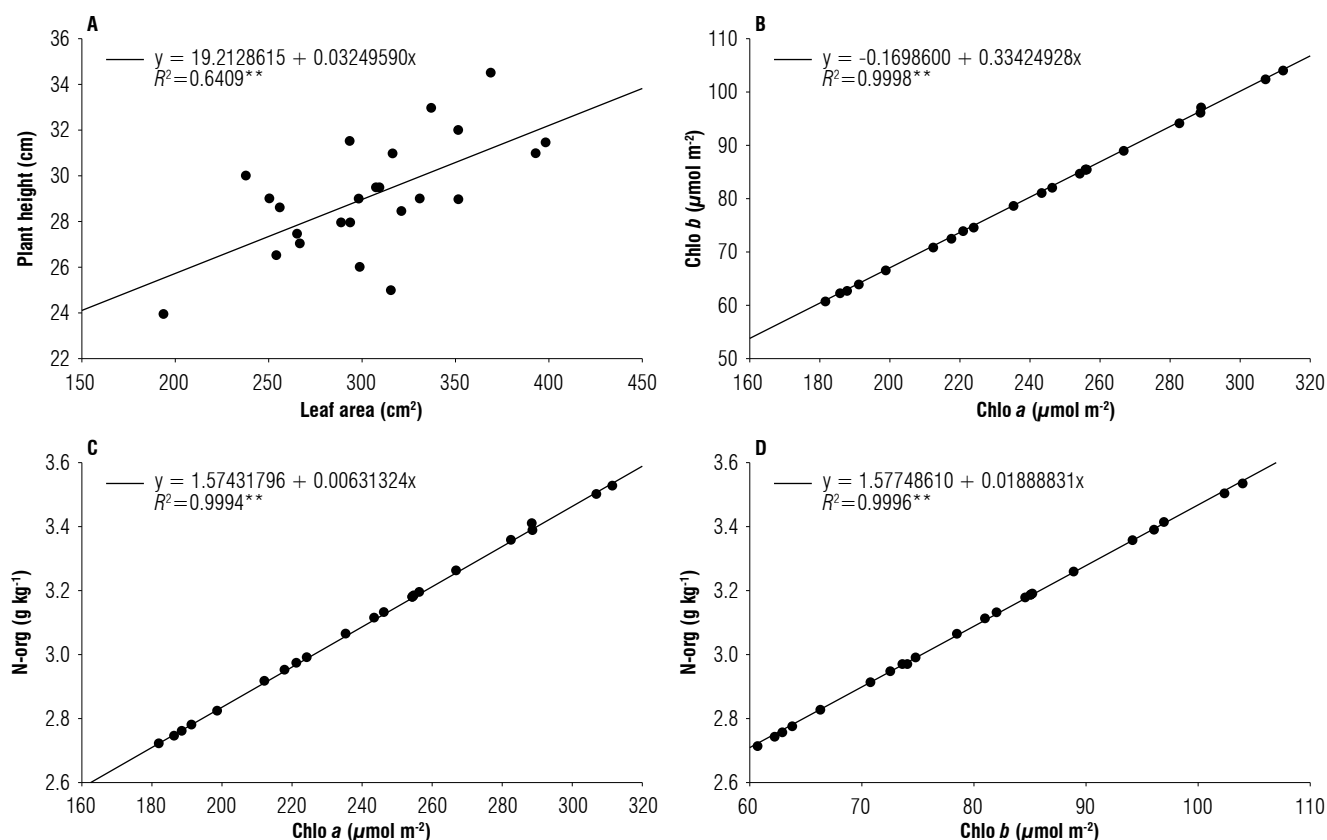 A
y = 19.2128615 + 0.03249590x
R²=0.6409**
36
34
32
30
28
26
24
22
Plant height (cm)
150 200 250 300 350 400 450
Leaf area (cm²)
B
y = -0.1698600 + 0.33424928x
R²=0.9998**
110
100
90
80
70
60
50
Chlo b (µmol m⁻²)
160 180 200 220 240 260 280 300 320
Chlo a (µmol m⁻²)
C
y = 1.57431796 + 0.00631324x
R²=0.9994**
3.6
3.4
3.2
3.0
2.8
2.6
N-org (g kg⁻¹)
160 180 200 220 240 260 280 300 320
Chlo a (µmol m⁻²)
D
y = 1.57748610 + 0.01888831x
R²=0.9996**
3.6
3.4
3.2
3.0
2.8
2.6
N-org (g kg⁻¹)
60 70 80 90 100 110
Chlo b (µmol m⁻²)